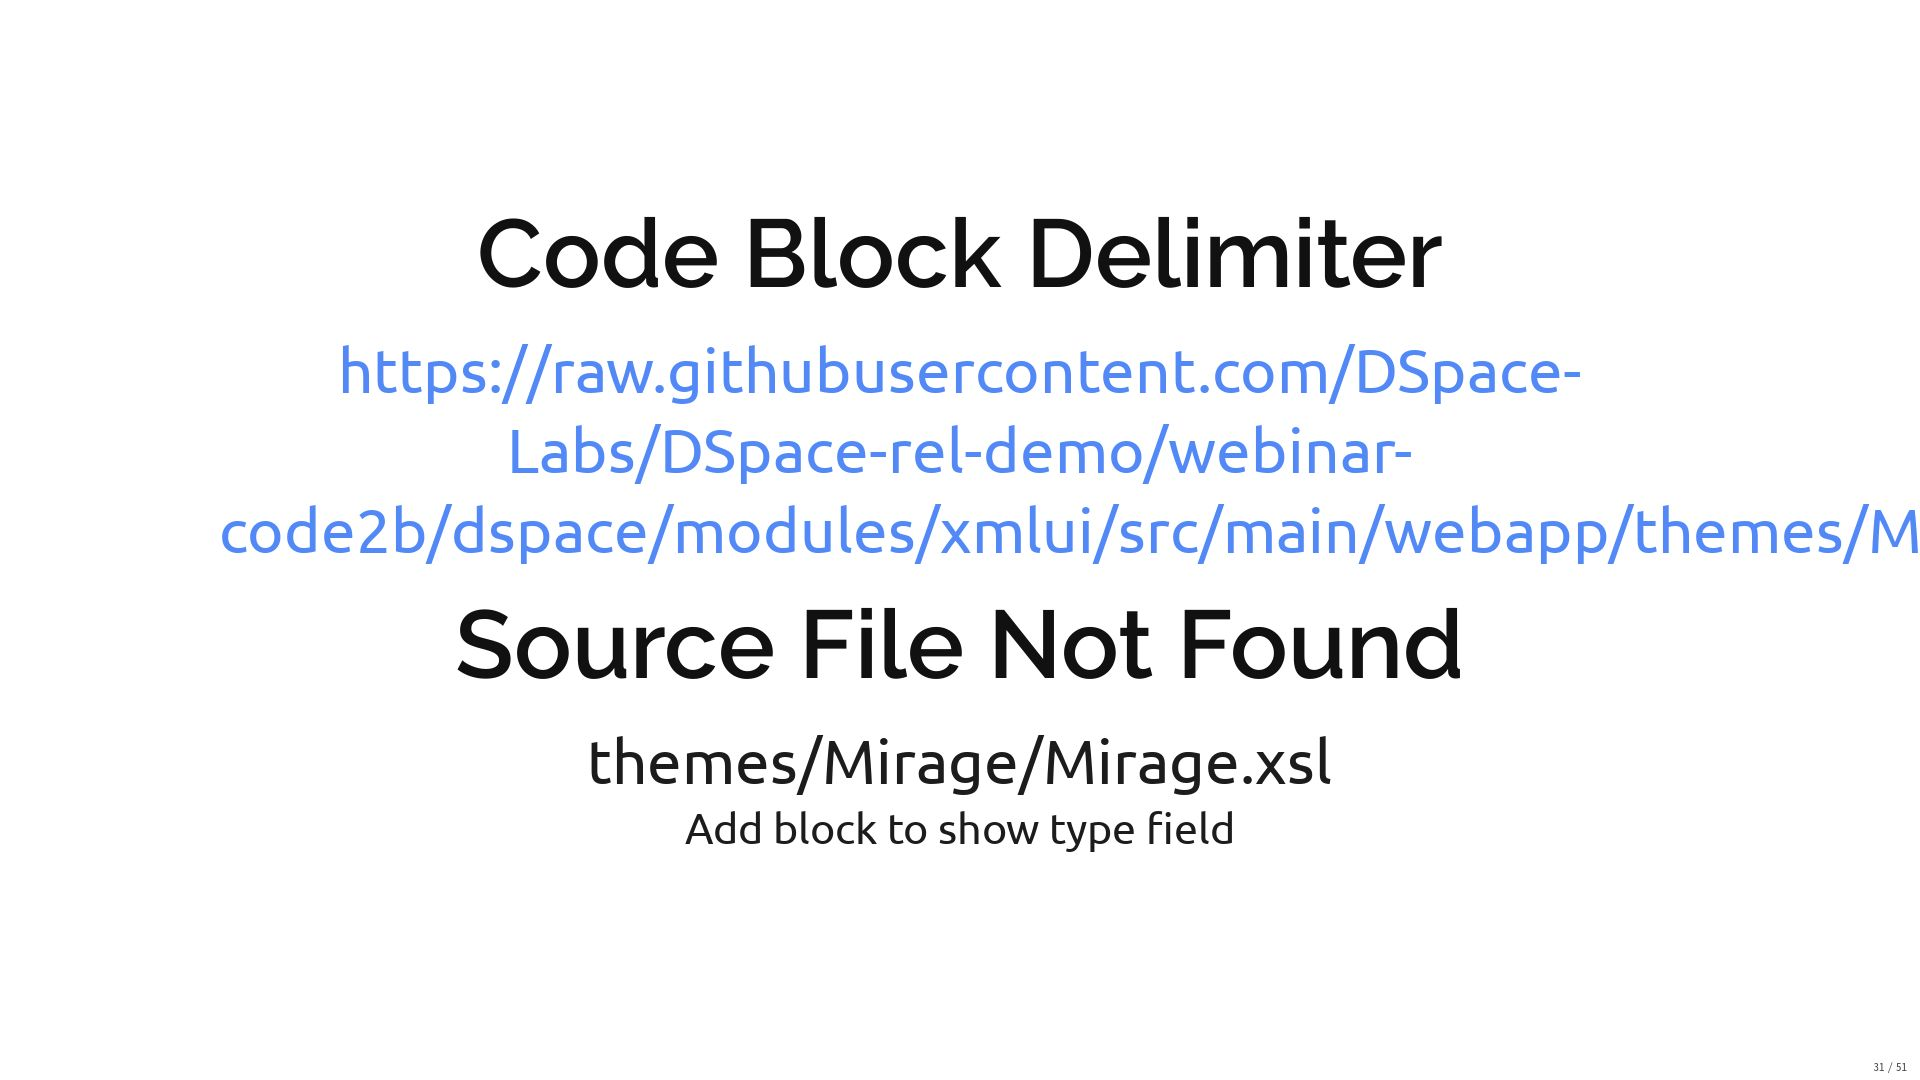 Code Block Delimiter
https://raw.githubusercontent.com/DSpace-
Labs/DSpace-rel-demo/webinar-
code2b/dspace/modules/xmlui/src/main/webapp/themes/M
Source File Not Found
themes/Mirage/Mirage.xsl
Add block to show type field
31 / 51